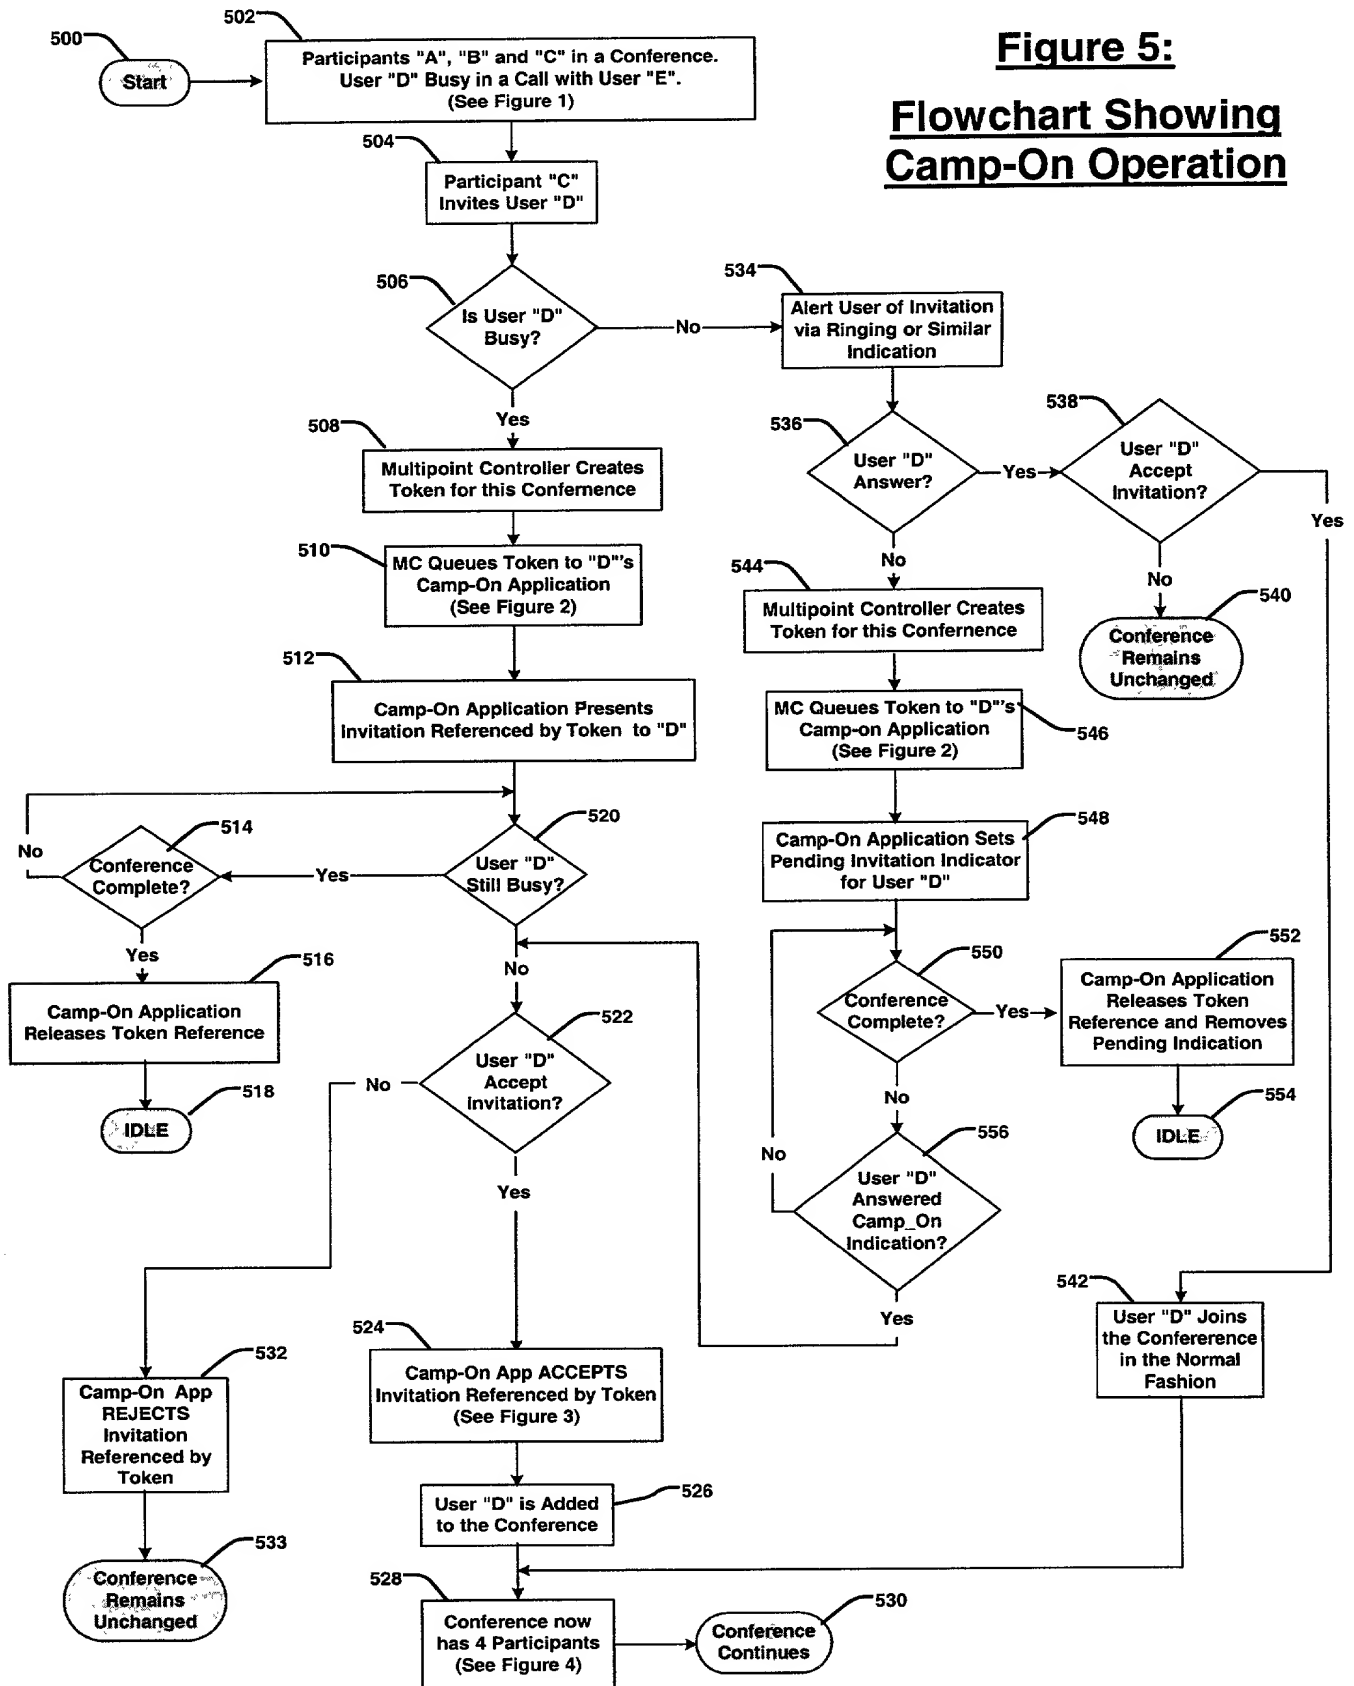 Figure 5:
Flowchart Showing
Camp-On Operation
500
Start
502
Participants "A", "B" and "C" in a Conference.
User "D" Busy in a Call with User "E".
(See Figure 1)
504
Participant "C"
Invites User "D"
506
Is User "D"
Busy?
No
534
Alert User of Invitation
via Ringing or Similar
Indication
Yes
508
Multipoint Controller Creates
Token for this Confernence
536
User "D"
Answer?
Yes
538
User "D"
Accept
Invitation?
Yes
510
MC Queues Token to "D"'s
Camp-On Application
(See Figure 2)
No
544
Multipoint Controller Creates
Token for this Confernence
No
540
Conference
Remains
Unchanged
512
Camp-On Application Presents
Invitation Referenced by Token to "D"
MC Queues Token to "D"'s
Camp-on Application
(See Figure 2)
546
No
514
Conference
Complete?
Yes
520
User "D"
Still Busy?
548
Camp-On Application Sets
Pending Invitation Indicator
for User "D"
Yes
516
Camp-On Application
Releases Token Reference
518
IDLE
No
522
User "D"
Accept
Invitation?
No
Yes
550
Conference
Complete?
Yes
552
Camp-On Application
Releases Token
Reference and Removes
Pending Indication
554
IDLE
No
No
556
User "D"
Answered
Camp_On
Indication?
Yes
542
User "D" Joins
the Confererence
in the Normal
Fashion
524
Camp-On App ACCEPTS
Invitation Referenced by Token
(See Figure 3)
532
Camp-On App
REJECTS
Invitation
Referenced by
Token
526
User "D" is Added
to the Conference
533
Conference
Remains
Unchanged
528
Conference now
has 4 Participants
(See Figure 4)
530
Conference
Continues